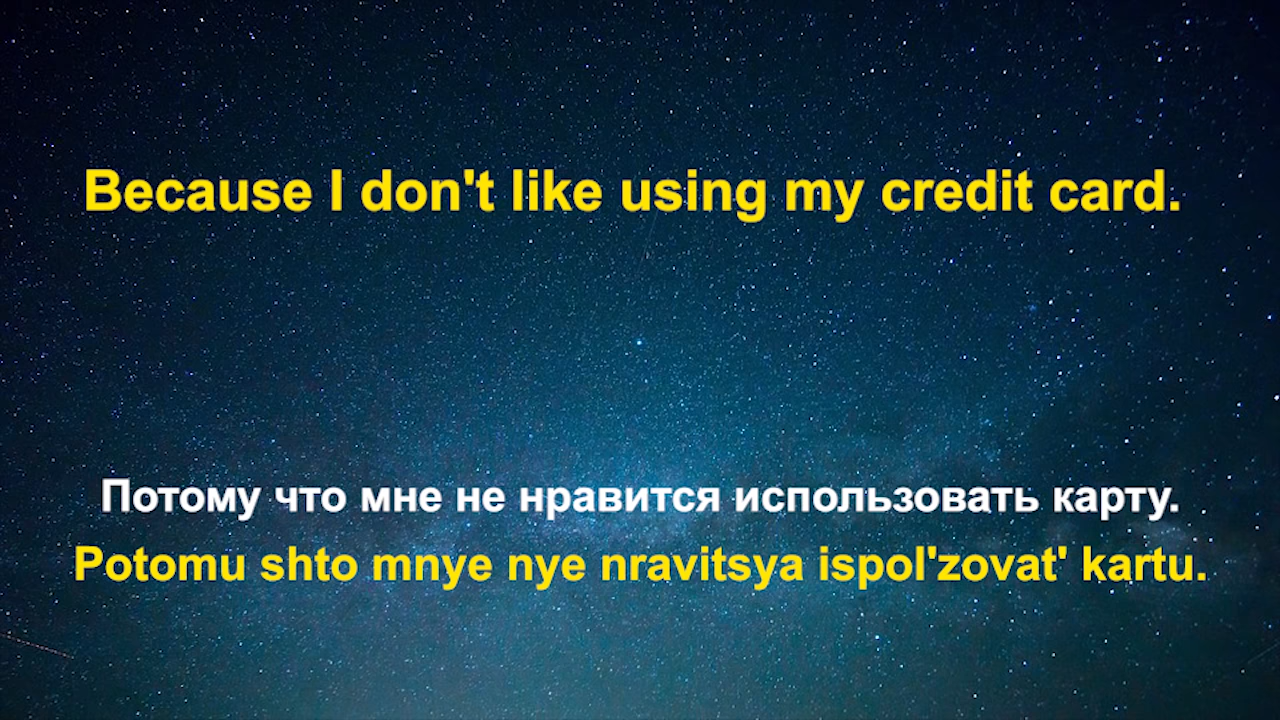 Because I don't like using my credit card.
Потому что мне не нравится использовать карту.
Potomu shto mnye nye nravitsya ispol'zovat' kartu.